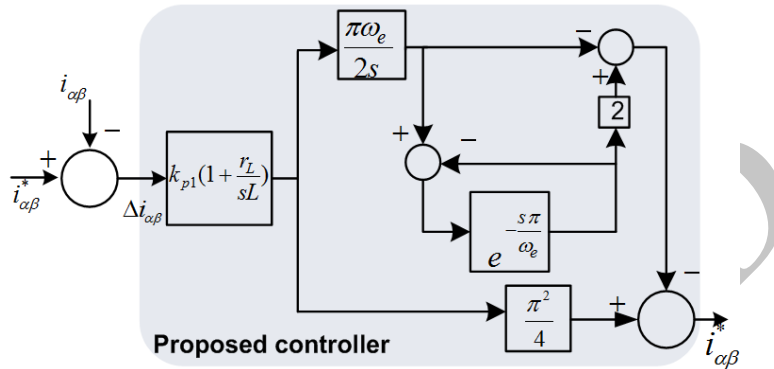 πω_e / 2s
−
+
2
i_αβ
−
+
k_p1(1 + r_L / sL)
+
−
i*_αβ
Δi_αβ
e^(−sπ/ω_e)
−
π² / 4
+
Proposed controller
i*_αβ